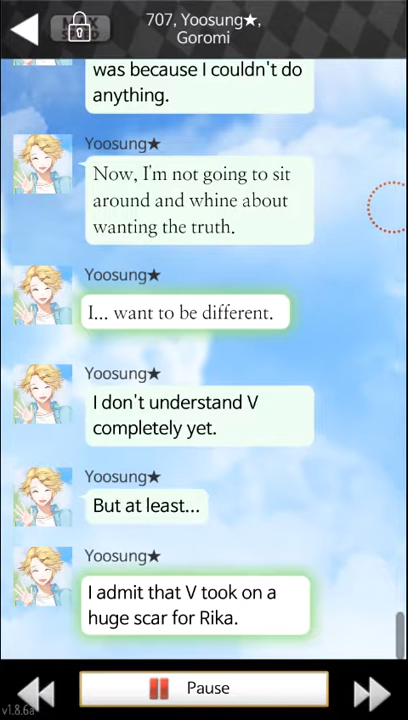 707, Yoosung★,
Goromi
was because I couldn't do
anything.
Yoosung★
Now, I'm not going to sit
around and whine about
wanting the truth.
Yoosung★
I... want to be different.
Yoosung★
I don't understand V
completely yet.
Yoosung★
But at least...
Yoosung★
I admit that V took on a
huge scar for Rika.
Pause
v1.8.6a